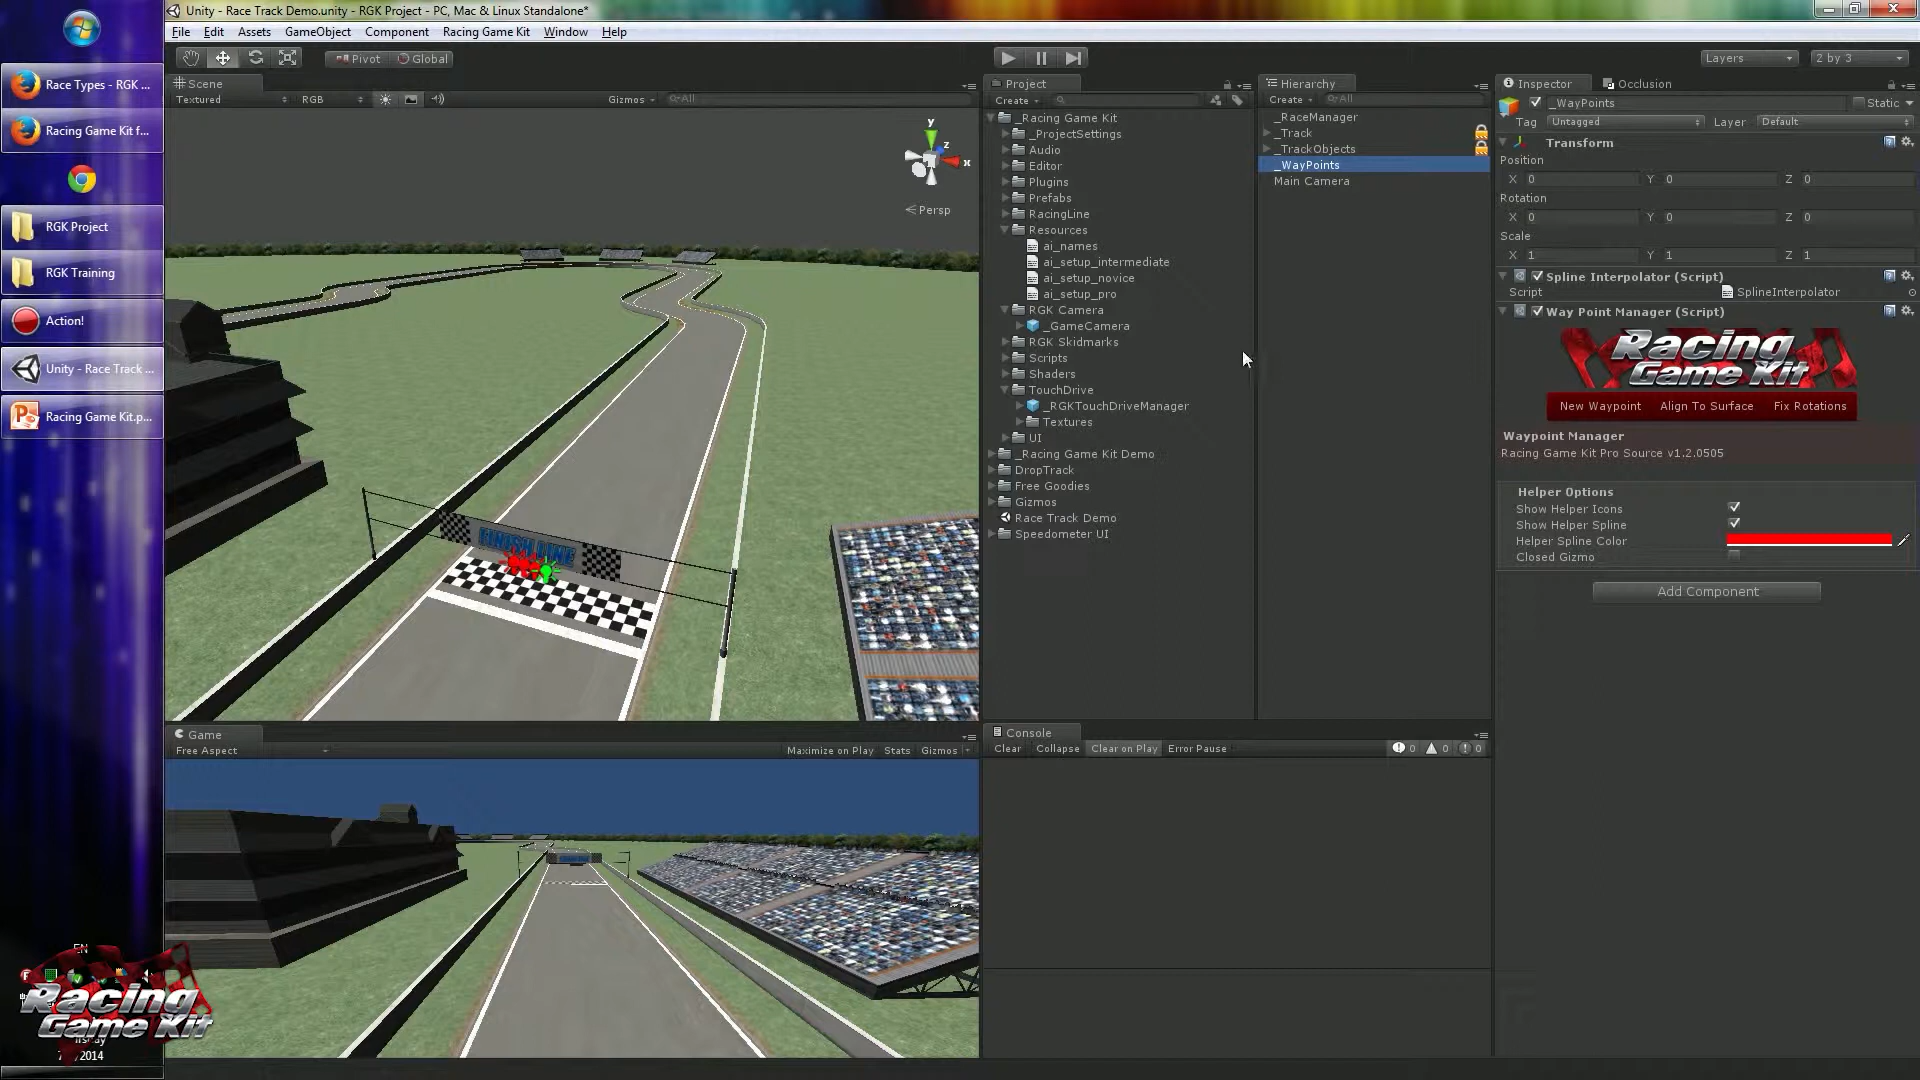 Unity - Race Track Demo.unity - RGK Project - PC, Mac & Linux Standalone*
File Edit Assets GameObject Component Racing Game Kit Window Help
Pivot Global
Layers
2 by 3
Race Types - RGK ...
Racing Game Kit f...
RGK Project
RGK Training
Action!
Unity - Race Track ...
Racing Game Kit.p...
EN
Racing
Game Kit
Scene
Textured
RGB
Gizmos
All
y
z
x
Persp
FINISH LINE
Game
Free Aspect
Maximize on Play Stats Gizmos
Project
Create
_Racing Game Kit
_ProjectSettings
Audio
Editor
Plugins
Prefabs
RacingLine
Resources
ai_names
ai_setup_intermediate
ai_setup_novice
ai_setup_pro
RGK Camera
_GameCamera
RGK Skidmarks
Scripts
Shaders
TouchDrive
_RGKTouchDriveManager
Textures
UI
_Racing Game Kit Demo
DropTrack
Free Goodies
Gizmos
Race Track Demo
Speedometer UI
Hierarchy
Create
All
_RaceManager
_Track
_TrackObjects
_WayPoints
Main Camera
Console
Clear Collapse Clear on Play Error Pause
0 0 0
Inspector
Occlusion
_WayPoints
Static
Tag Untagged Layer Default
Transform
Position
X 0 Y 0 Z 0
Rotation
X 0 Y 0 Z 0
Scale
X 1 Y 1 Z 1
Spline Interpolator (Script)
Script SplineInterpolator
Way Point Manager (Script)
Racing
Game Kit
New Waypoint Align To Surface Fix Rotations
Waypoint Manager
Racing Game Kit Pro Source v1.2.0505
Helper Options
Show Helper Icons
Show Helper Spline
Helper Spline Color
Closed Gizmo
Add Component